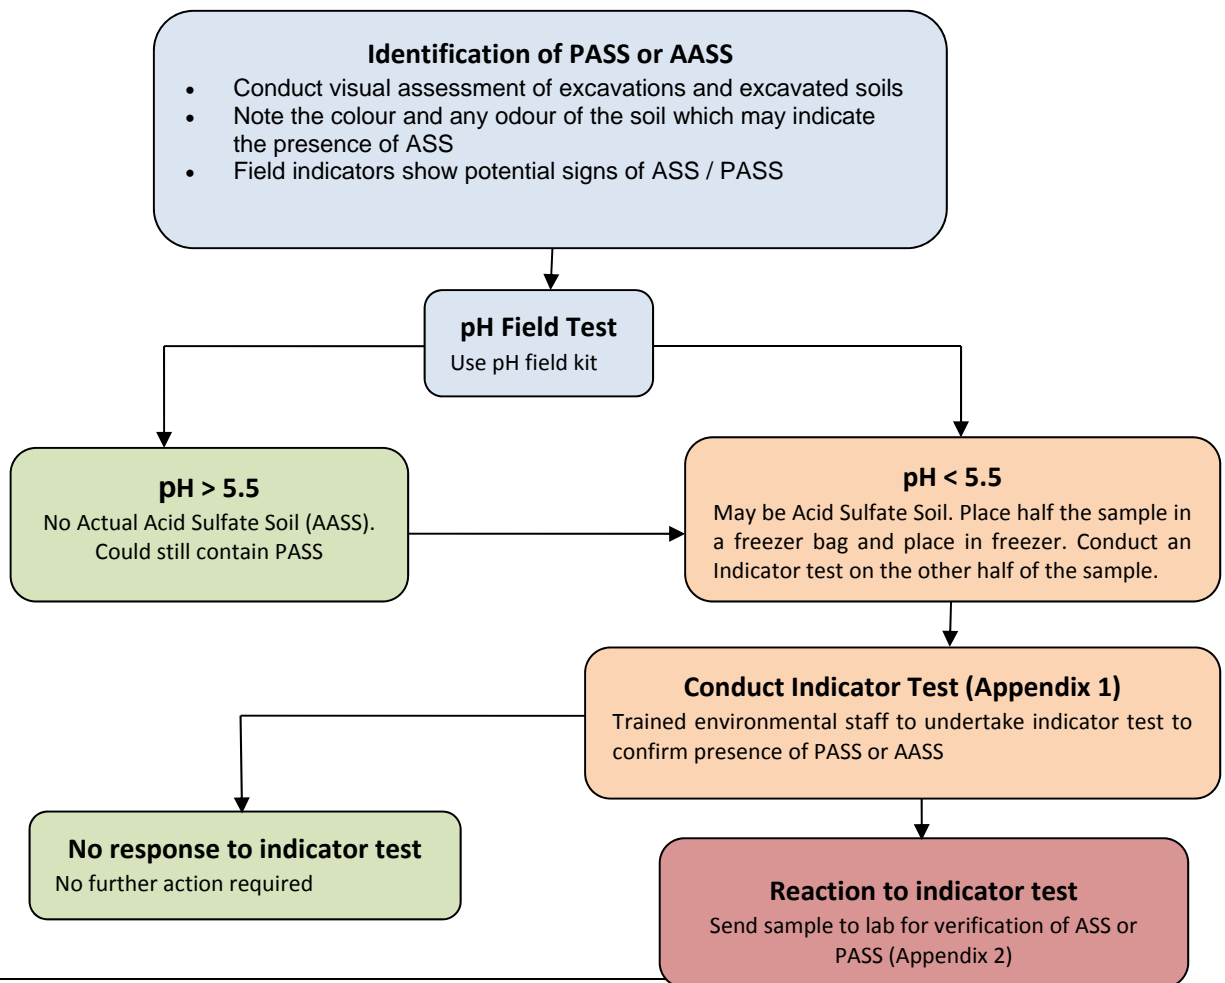 Identification of PASS or AASS
• Conduct visual assessment of excavations and excavated soils
• Note the colour and any odour of the soil which may indicate
the presence of ASS
• Field indicators show potential signs of ASS / PASS
pH Field Test
Use pH field kit
pH > 5.5
No Actual Acid Sulfate Soil (AASS).
Could still contain PASS
pH < 5.5
May be Acid Sulfate Soil. Place half the sample in
a freezer bag and place in freezer. Conduct an
Indicator test on the other half of the sample.
Conduct Indicator Test (Appendix 1)
Trained environmental staff to undertake indicator test to
confirm presence of PASS or AASS
No response to indicator test
No further action required
Reaction to indicator test
Send sample to lab for verification of ASS or
PASS (Appendix 2)